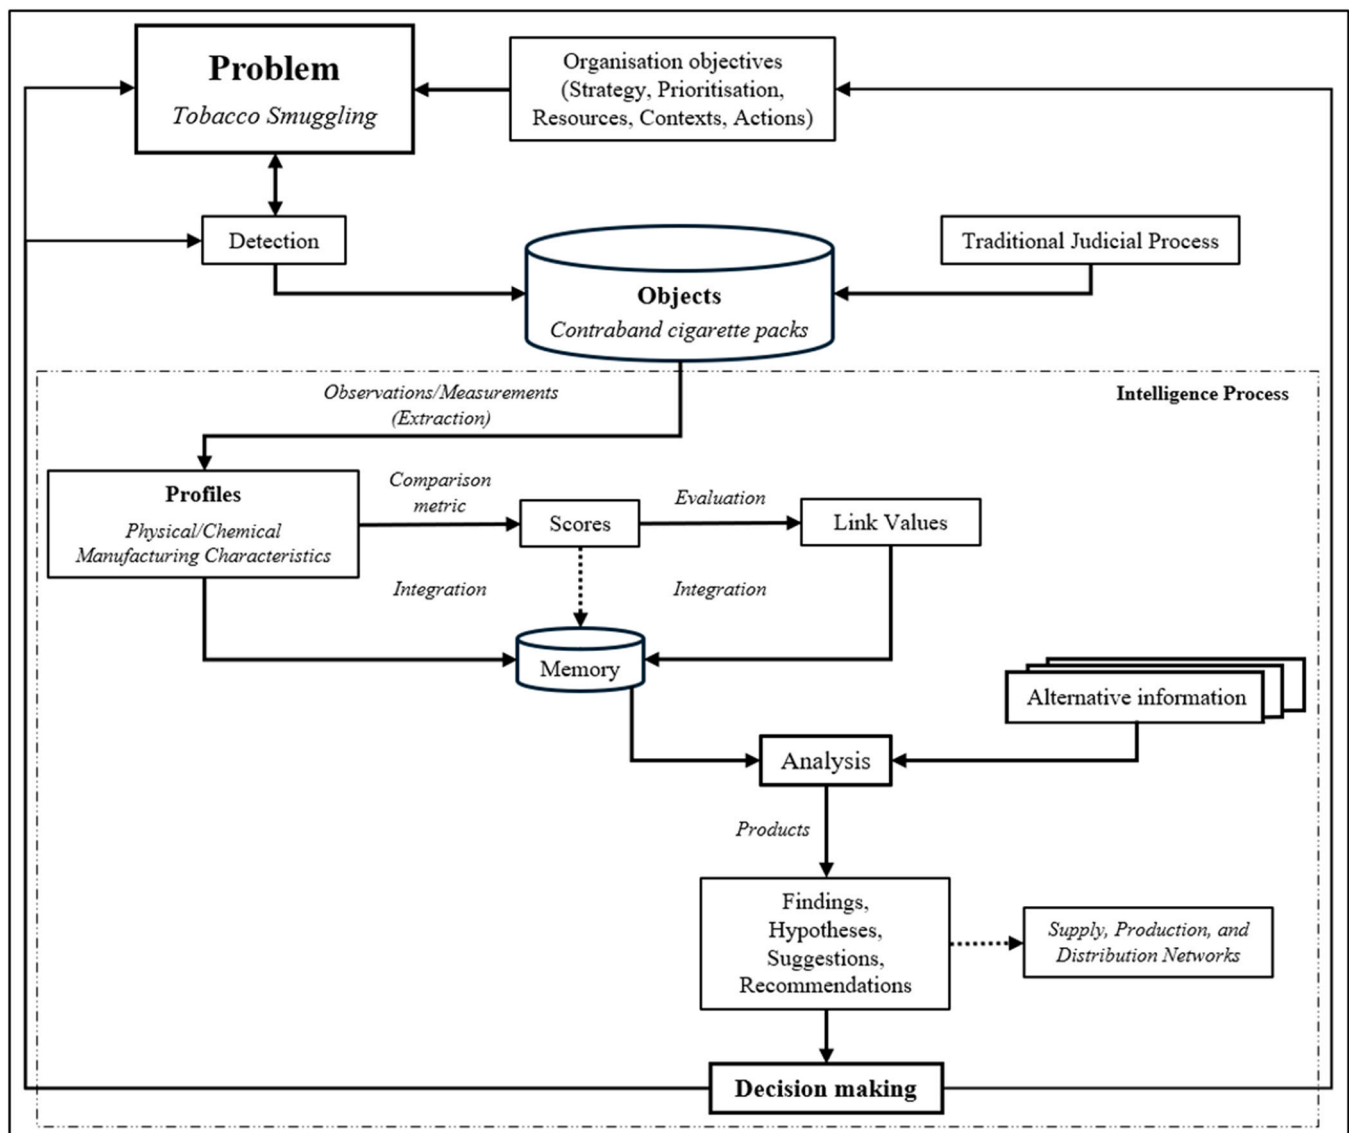 Problem
Tobacco Smuggling
Organisation objectives
(Strategy, Prioritisation,
Resources, Contexts, Actions)
Detection
Traditional Judicial Process
Objects
Contraband cigarette packs
Observations/Measurements
(Extraction)
Intelligence Process
Profiles
Physical/Chemical
Manufacturing Characteristics
Comparison
metric
Scores
Evaluation
Link Values
Integration
Integration
Memory
Alternative information
Analysis
Products
Findings,
Hypotheses,
Suggestions,
Recommendations
Supply, Production, and
Distribution Networks
Decision making